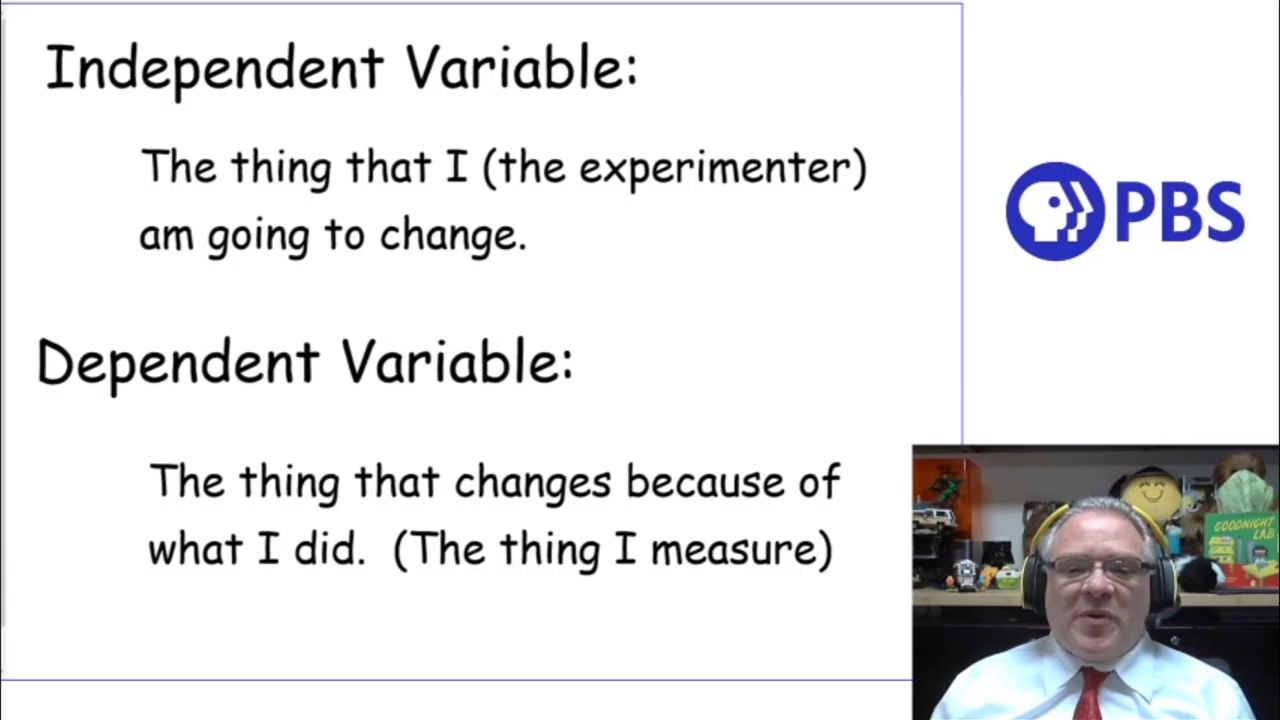 Independent Variable:
The thing that I (the experimenter)
am going to change.
PBS
Dependent Variable:
The thing that changes because of
what I did. (The thing I measure)
GOODNIGHT
LAB